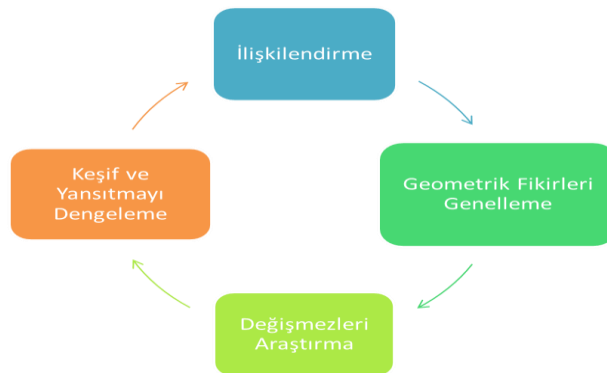 İlişkilendirme
Geometrik Fikirleri
Genelleme
Değişmezleri
Araştırma
Keşif ve
Yansıtmayı
Dengeleme